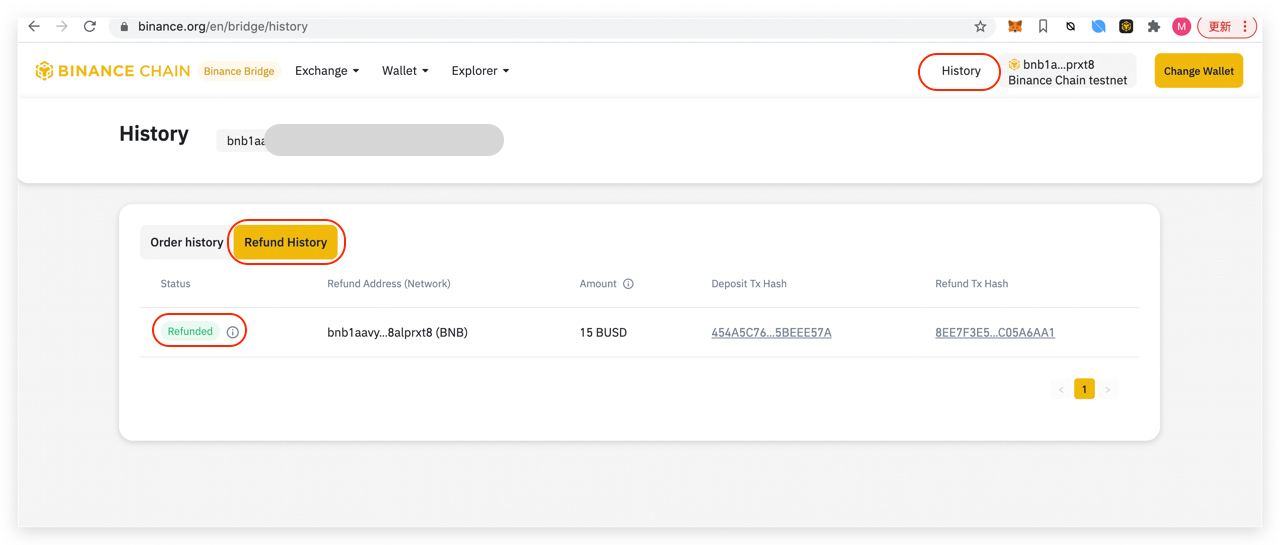 binance.org/en/bridge/history
M
更新
BINANCE CHAIN
Binance Bridge
Exchange
Wallet
Explorer
History
bnb1a...prxt8
Binance Chain testnet
Change Wallet
History
bnb1aa
Order history
Refund History
Status
Refund Address (Network)
Amount
Deposit Tx Hash
Refund Tx Hash
Refunded
bnb1aavy...8alprxt8 (BNB)
15 BUSD
454A5C76...5BEEE57A
8EE7F3E5...C05A6AA1
< 1 >